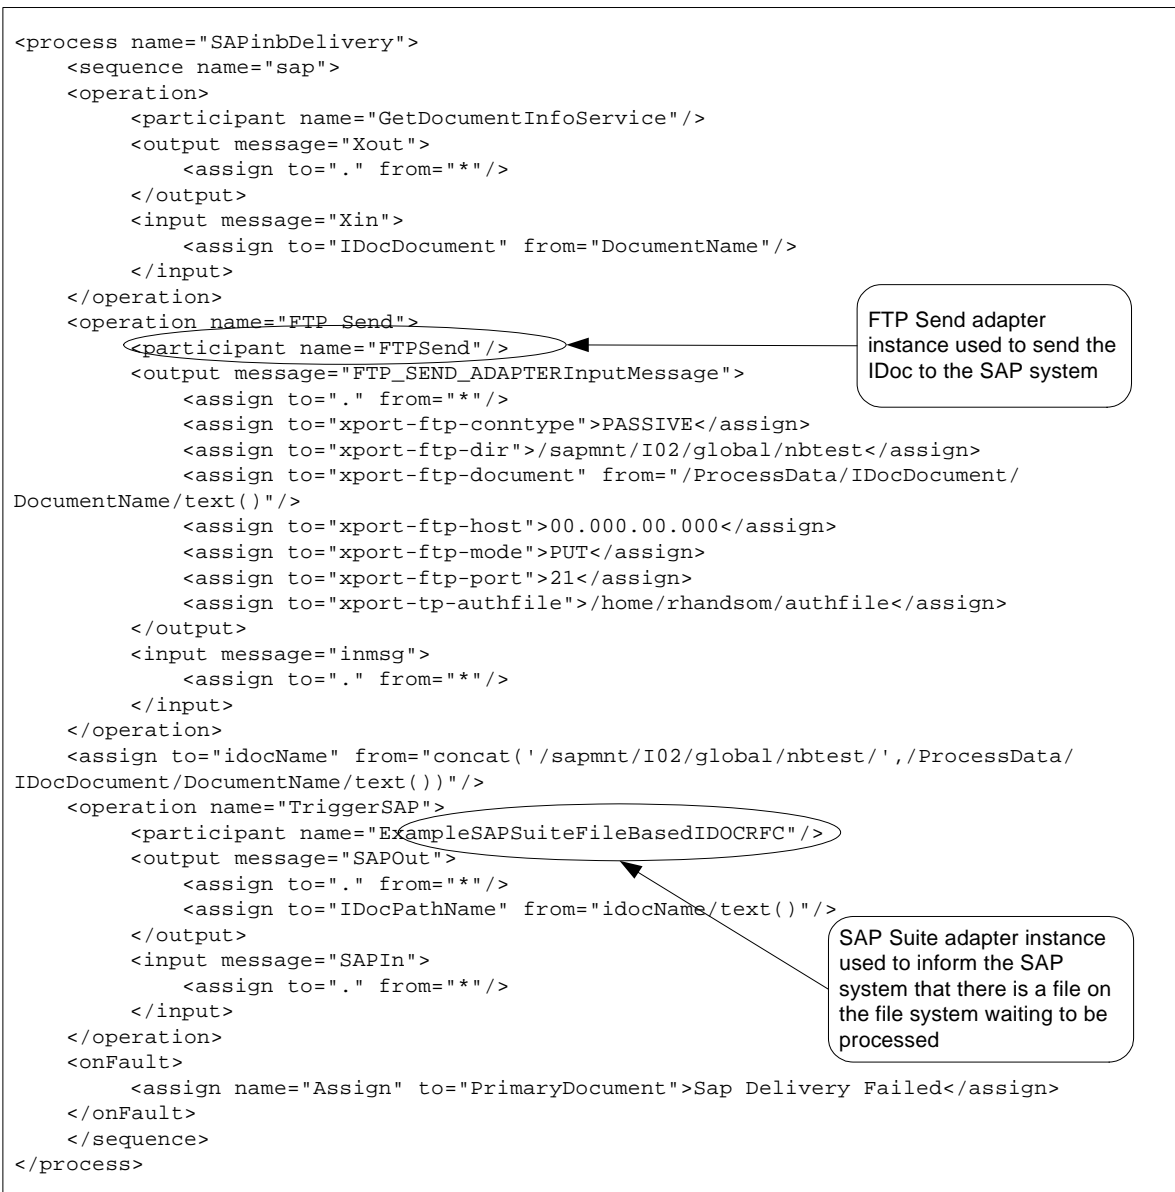 <process name="SAPinbDelivery">
<sequence name="sap">
<operation>
<participant name="GetDocumentInfoService"/>
<output message="Xout">
<assign to="." from="*"/>
</output>
<input message="Xin">
<assign to="IDocDocument" from="DocumentName"/>
</input>
</operation>
<operation name="FTP Send">
<participant name="FTPSend"/>
<output message="FTP_SEND_ADAPTERInputMessage">
<assign to="." from="*"/>
<assign to="xport-ftp-conntype">PASSIVE</assign>
<assign to="xport-ftp-dir">/sapmnt/I02/global/nbtest</assign>
<assign to="xport-ftp-document" from="/ProcessData/IDocDocument/
DocumentName/text()"/>
<assign to="xport-ftp-host">00.000.00.000</assign>
<assign to="xport-ftp-mode">PUT</assign>
<assign to="xport-ftp-port">21</assign>
<assign to="xport-tp-authfile">/home/rhandsom/authfile</assign>
</output>
<input message="inmsg">
<assign to="." from="*"/>
</input>
</operation>
<assign to="idocName" from="concat('/sapmnt/I02/global/nbtest/',/ProcessData/
IDocDocument/DocumentName/text())"/>
<operation name="TriggerSAP">
<participant name="ExampleSAPSuiteFileBasedIDOCRFC"/>
<output message="SAPOut">
<assign to="." from="*"/>
<assign to="IDocPathName" from="idocName/text()"/>
</output>
<input message="SAPIn">
<assign to="." from="*"/>
</input>
</operation>
<onFault>
<assign name="Assign" to="PrimaryDocument">Sap Delivery Failed</assign>
</onFault>
</sequence>
</process>
FTP Send adapter
instance used to send the
IDoc to the SAP system
SAP Suite adapter instance
used to inform the SAP
system that there is a file on
the file system waiting to be
processed